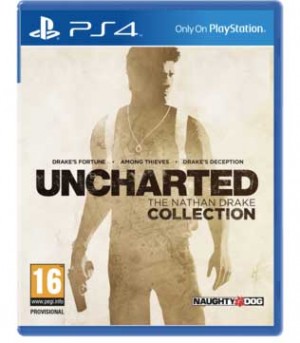 PS4
Only On PlayStation.
DRAKE'S FORTUNE • AMONG THIEVES • DRAKE'S DECEPTION
UNCHARTED
THE NATHAN DRAKE
COLLECTION
16
www.pegi.info
PROVISIONAL
NAUGHTY DOG